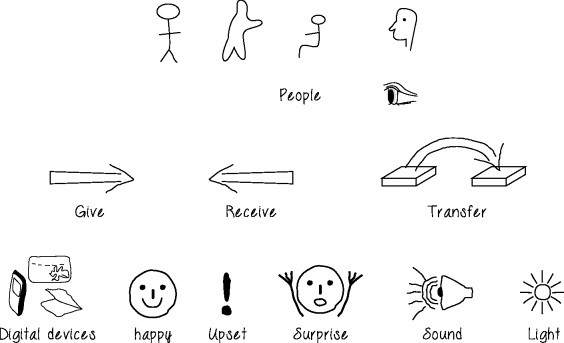 People
Give
Receive
Transfer
Digital devices
happy
Upset
Surprise
Sound
Light